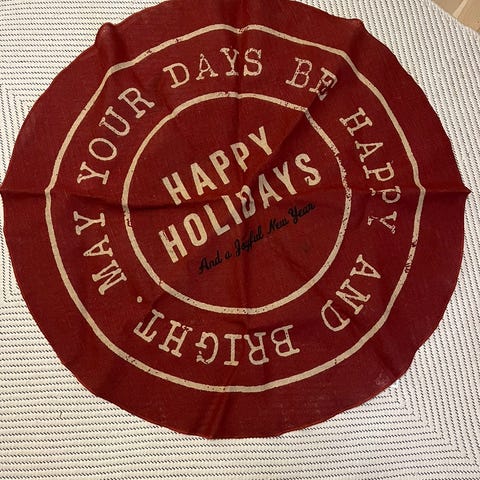 MAY YOUR DAYS BE HAPPY AND BRIGHT.
HAPPY
HOLIDAYS
And a Joyful New Year